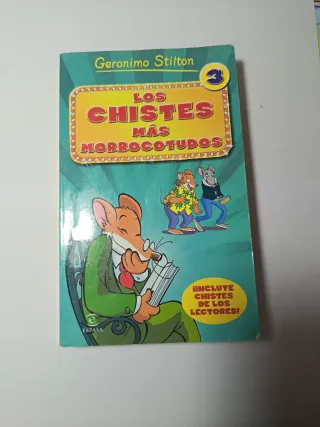 Geronimo Stilton
3
LOS
CHISTES
MÁS
MORROCOTUDOS
¡INCLUYE
CHISTES
DE LOS
LECTORES!
ESPASA